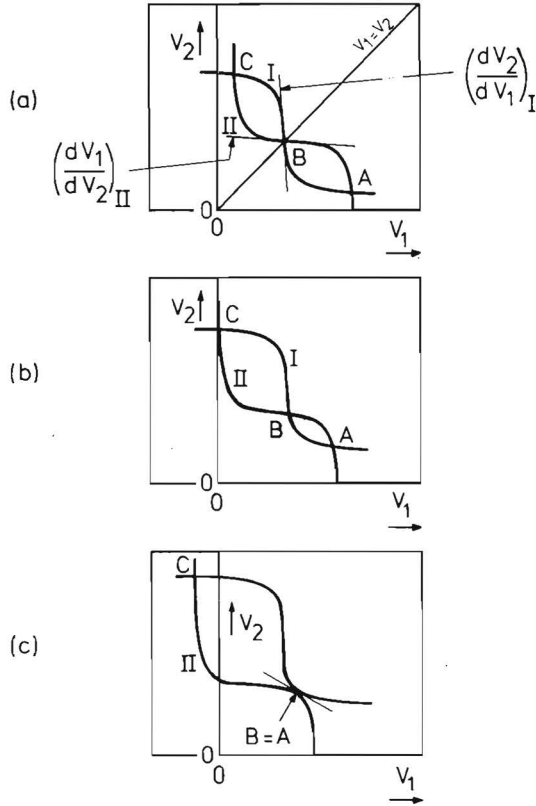 (a)
V₂
C
I
V₁=V₂
(dV₂/dV₁)I
II
B
A
(dV₁/dV₂)II
0
0
V₁
(b)
V₂
C
I
II
B
A
0
0
V₁
(c)
C
V₂
II
B=A
0
0
V₁